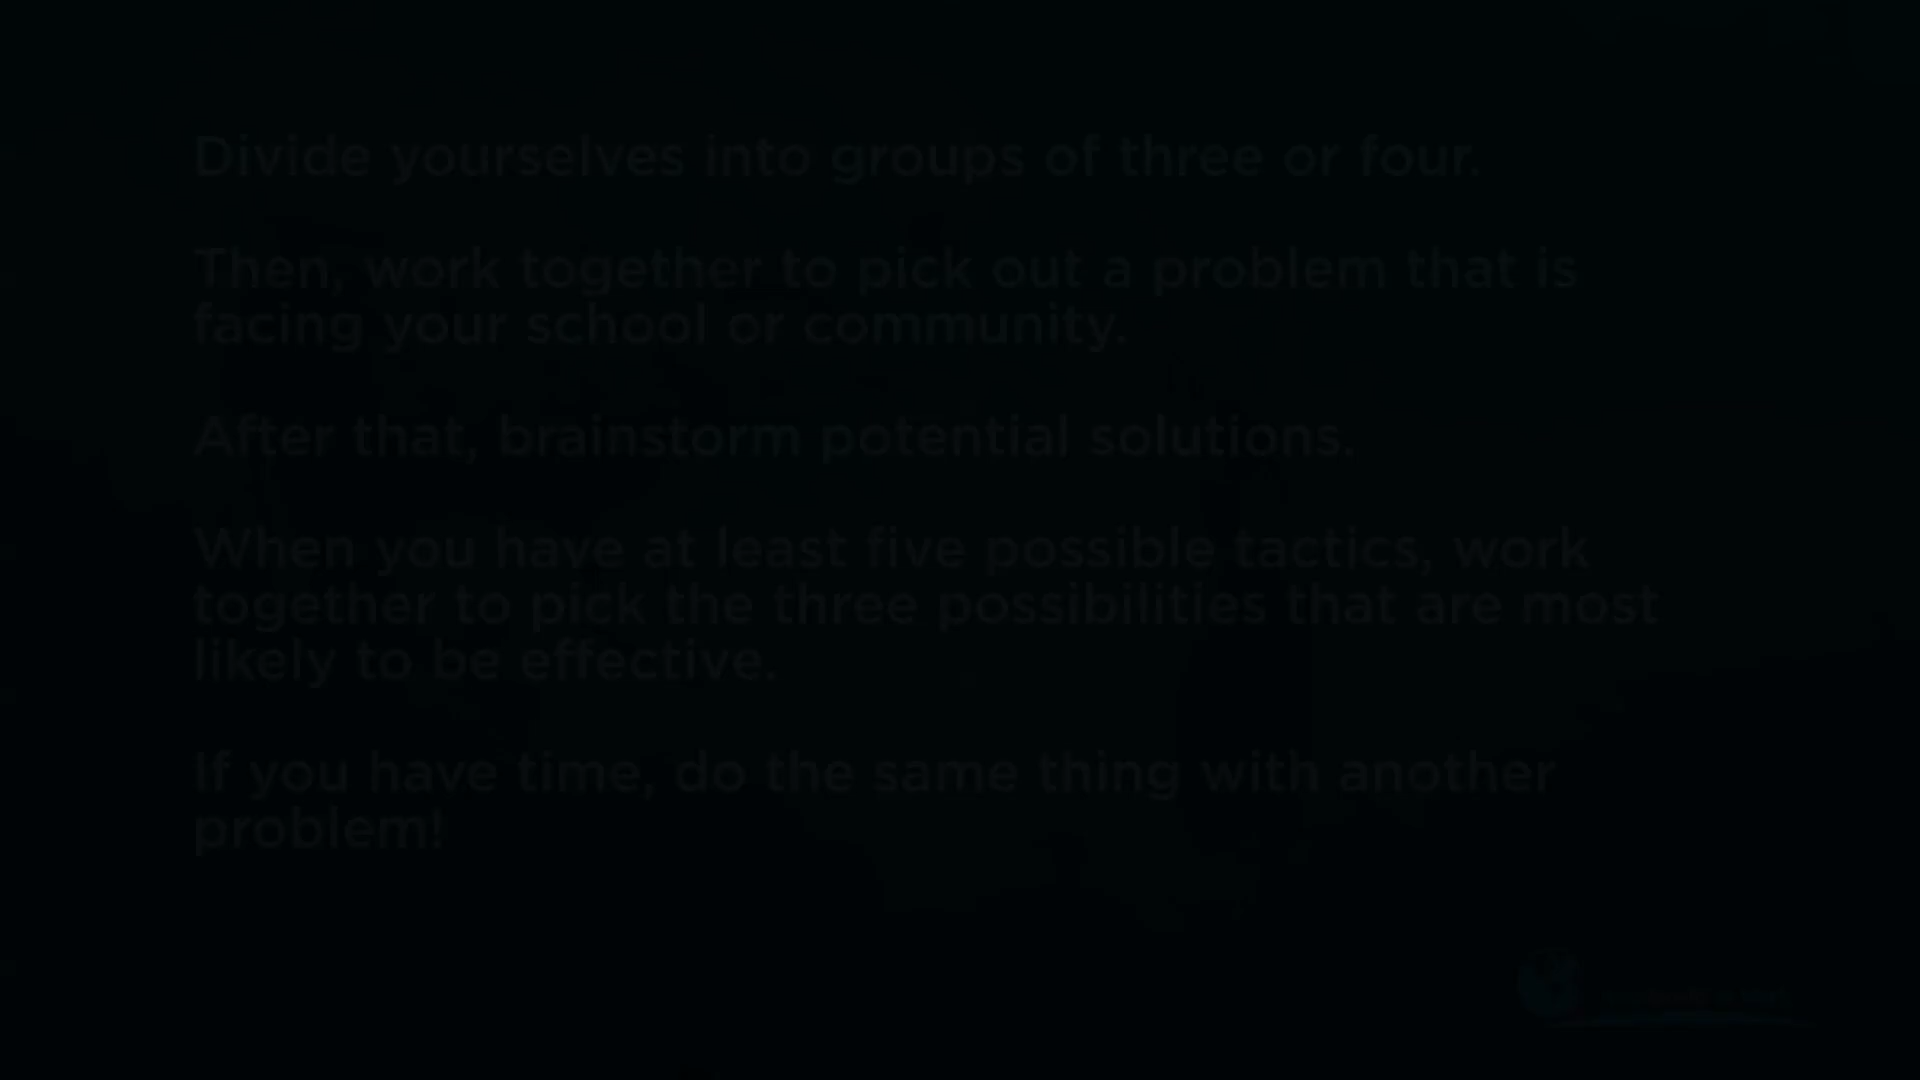 Divide yourselves into groups of three or four.
Then, work together to pick out a problem that is
facing your school or community.
After that, brainstorm potential solutions.
When you have at least five possible tactics, work
together to pick the three possibilities that are most
likely to be effective.
If you have time, do the same thing with another
problem!